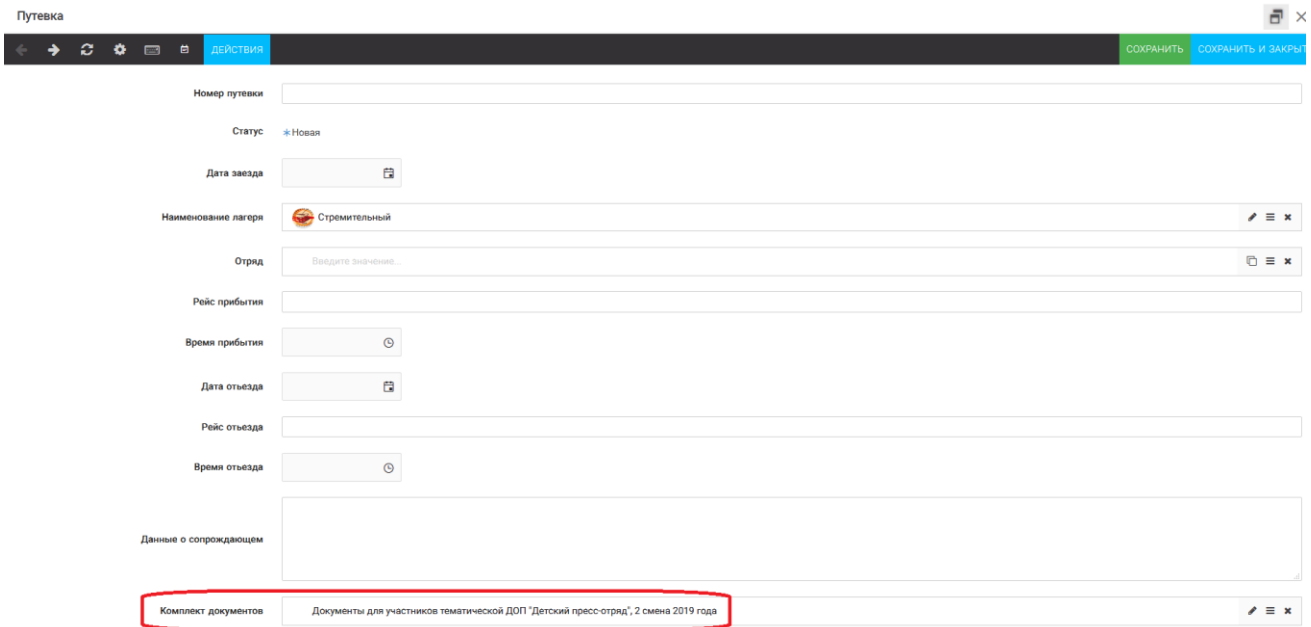 Путевка
ДЕЙСТВИЯ СОХРАНИТЬ СОХРАНИТЬ И ЗАКРЫТ
Номер путевки
Статус Новая
Дата заезда
Наименование лагеря Стремительный
Отряд Введите значение...
Рейс прибытия
Время прибытия
Дата отъезда
Рейс отъезда
Время отъезда
Данные о сопрождающем
Комплект документов Документы для участников тематической ДОП "Детский пресс-отряд", 2 смена 2019 года